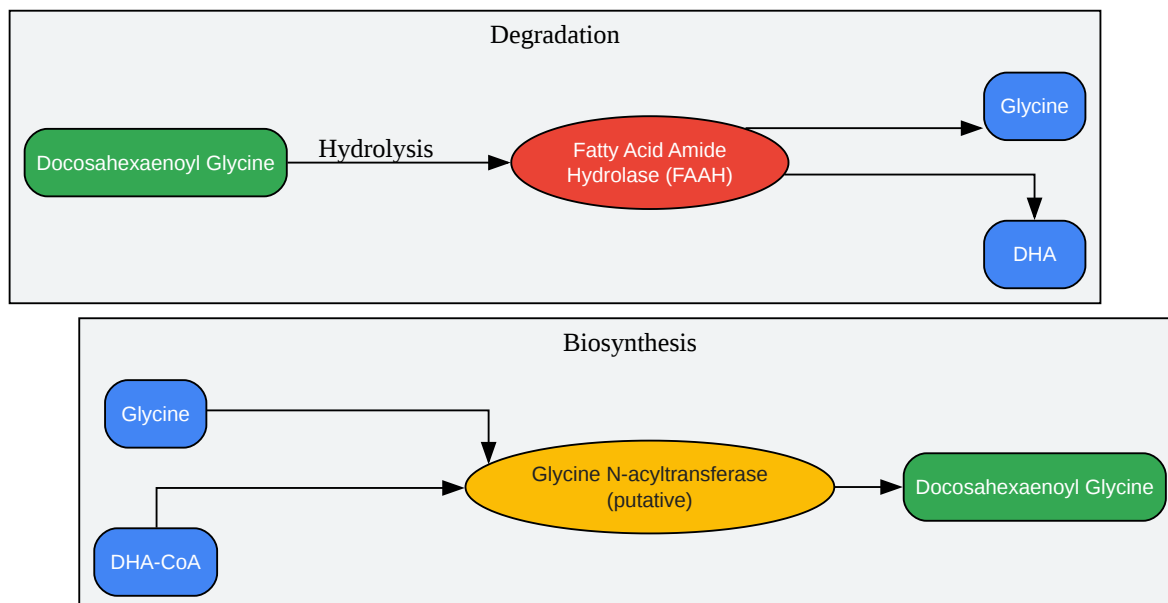 Degradation
Glycine
Docosahexaenoyl Glycine
Hydrolysis
Fatty Acid Amide
Hydrolase (FAAH)
DHA
Biosynthesis
Glycine
Glycine N-acyltransferase
(putative)
Docosahexaenoyl Glycine
DHA-CoA